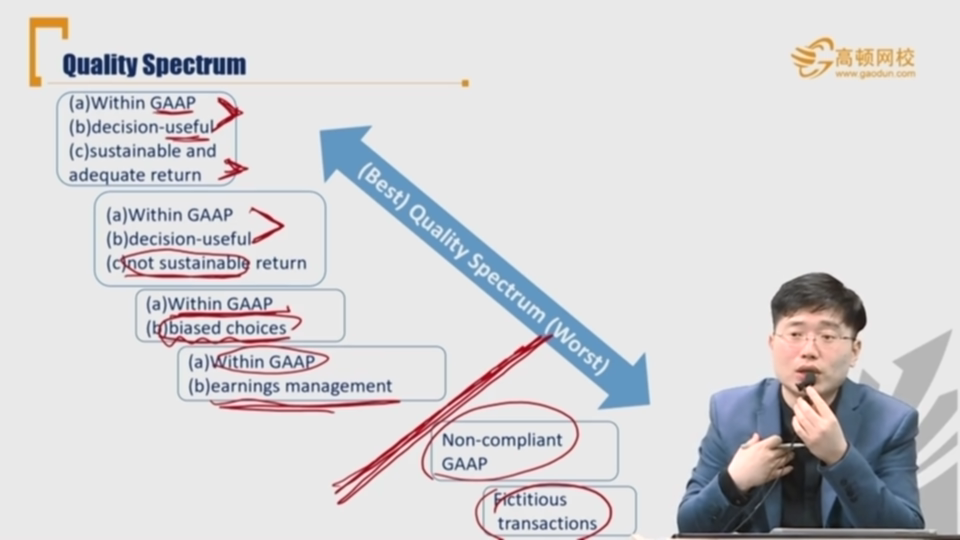 Quality Spectrum
高顿网校
www.gaodun.com
(a)Within GAAP
(b)decision-useful
(c)sustainable and
adequate return
(a)Within GAAP
(b)decision-useful
(c)not sustainable return
(a)Within GAAP
(b)biased choices
(a)Within GAAP
(b)earnings management
(Best) Quality Spectrum (Worst)
Non-compliant
GAAP
Fictitious
transactions